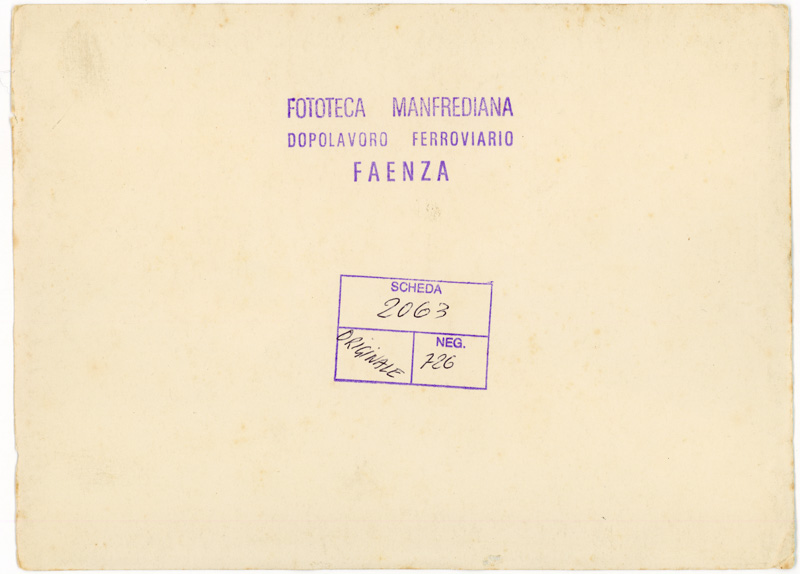 FOTOTECA MANFREDIANA
DOPOLAVORO FERROVIARIO
FAENZA
SCHEDA
2063
ORIGINALE
NEG.
726